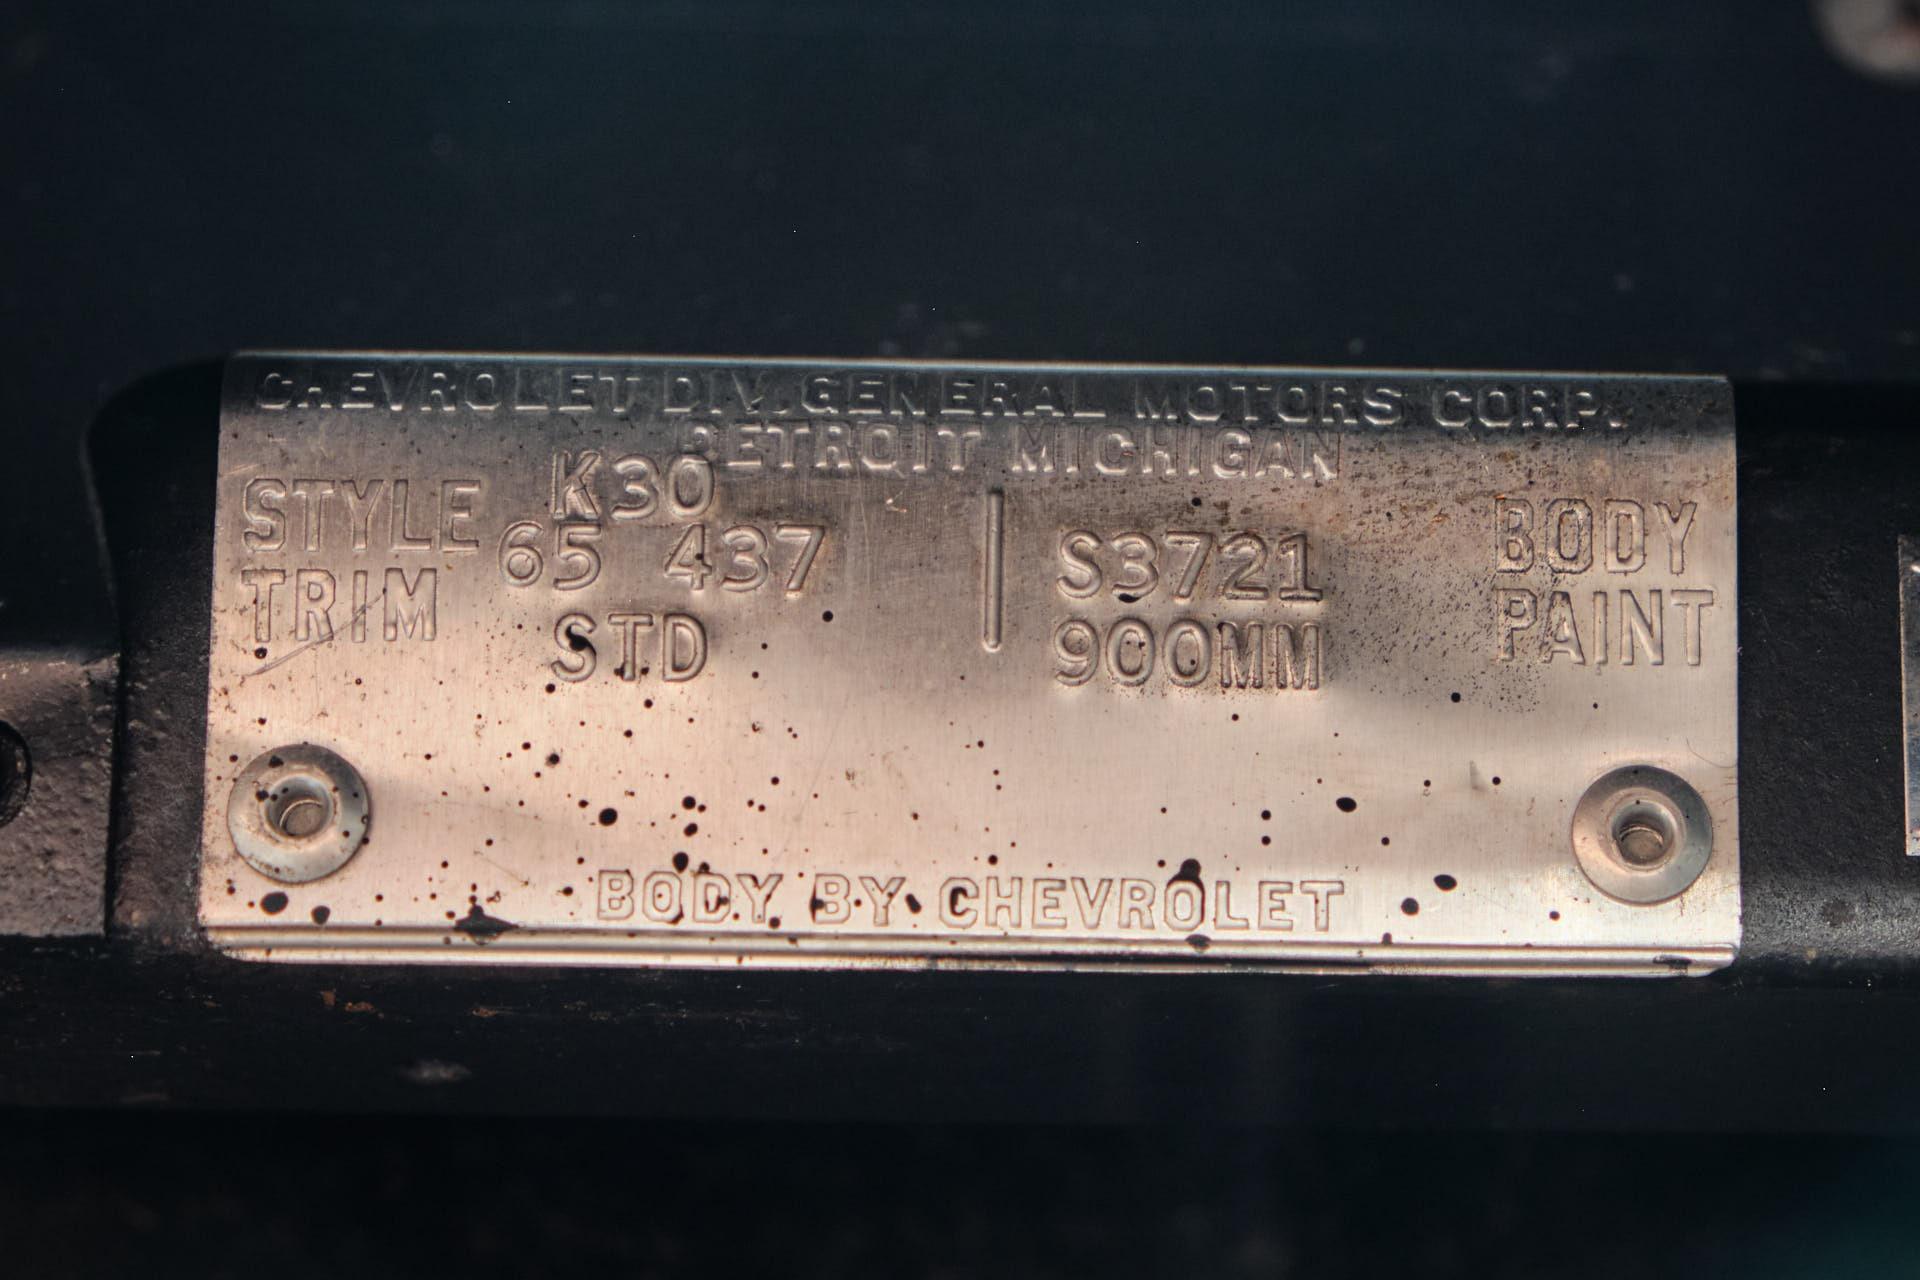 CHEVROLET DIV. GENERAL MOTORS CORP.
DETROIT MICHIGAN
K30
STYLE 65 437 S3721 BODY
TRIM STD 900MM PAINT
BODY BY CHEVROLET